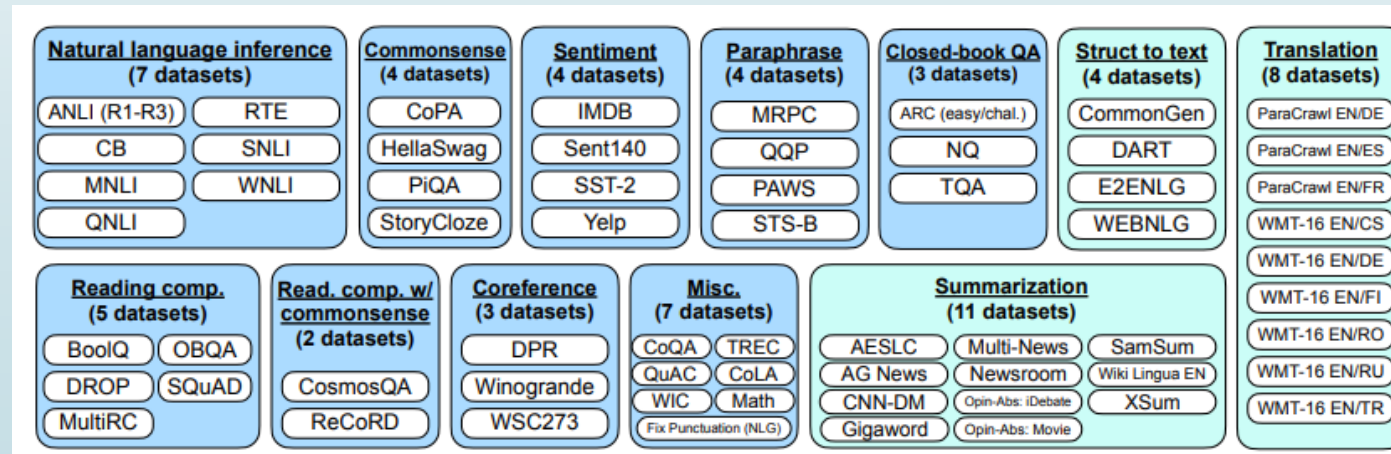 Natural language inference
(7 datasets)
ANLI (R1-R3)
RTE
CB
SNLI
MNLI
WNLI
QNLI
Commonsense
(4 datasets)
CoPA
HellaSwag
PiQA
StoryCloze
Sentiment
(4 datasets)
IMDB
Sent140
SST-2
Yelp
Paraphrase
(4 datasets)
MRPC
QQP
PAWS
STS-B
Closed-book QA
(3 datasets)
ARC (easy/chal.)
NQ
TQA
Struct to text
(4 datasets)
CommonGen
DART
E2ENLG
WEBNLG
Translation
(8 datasets)
ParaCrawl EN/DE
ParaCrawl EN/ES
ParaCrawl EN/FR
WMT-16 EN/CS
WMT-16 EN/DE
WMT-16 EN/FI
WMT-16 EN/RO
WMT-16 EN/RU
WMT-16 EN/TR
Reading comp.
(5 datasets)
BoolQ
OBQA
DROP
SQuAD
MultiRC
Read. comp. w/
commonsense
(2 datasets)
CosmosQA
ReCoRD
Coreference
(3 datasets)
DPR
Winogrande
WSC273
Misc.
(7 datasets)
CoQA
TREC
QuAC
CoLA
WIC
Math
Fix Punctuation (NLG)
Summarization
(11 datasets)
AESLC
Multi-News
SamSum
AG News
Newsroom
Wiki Lingua EN
CNN-DM
Opin-Abs: iDebate
XSum
Gigaword
Opin-Abs: Movie